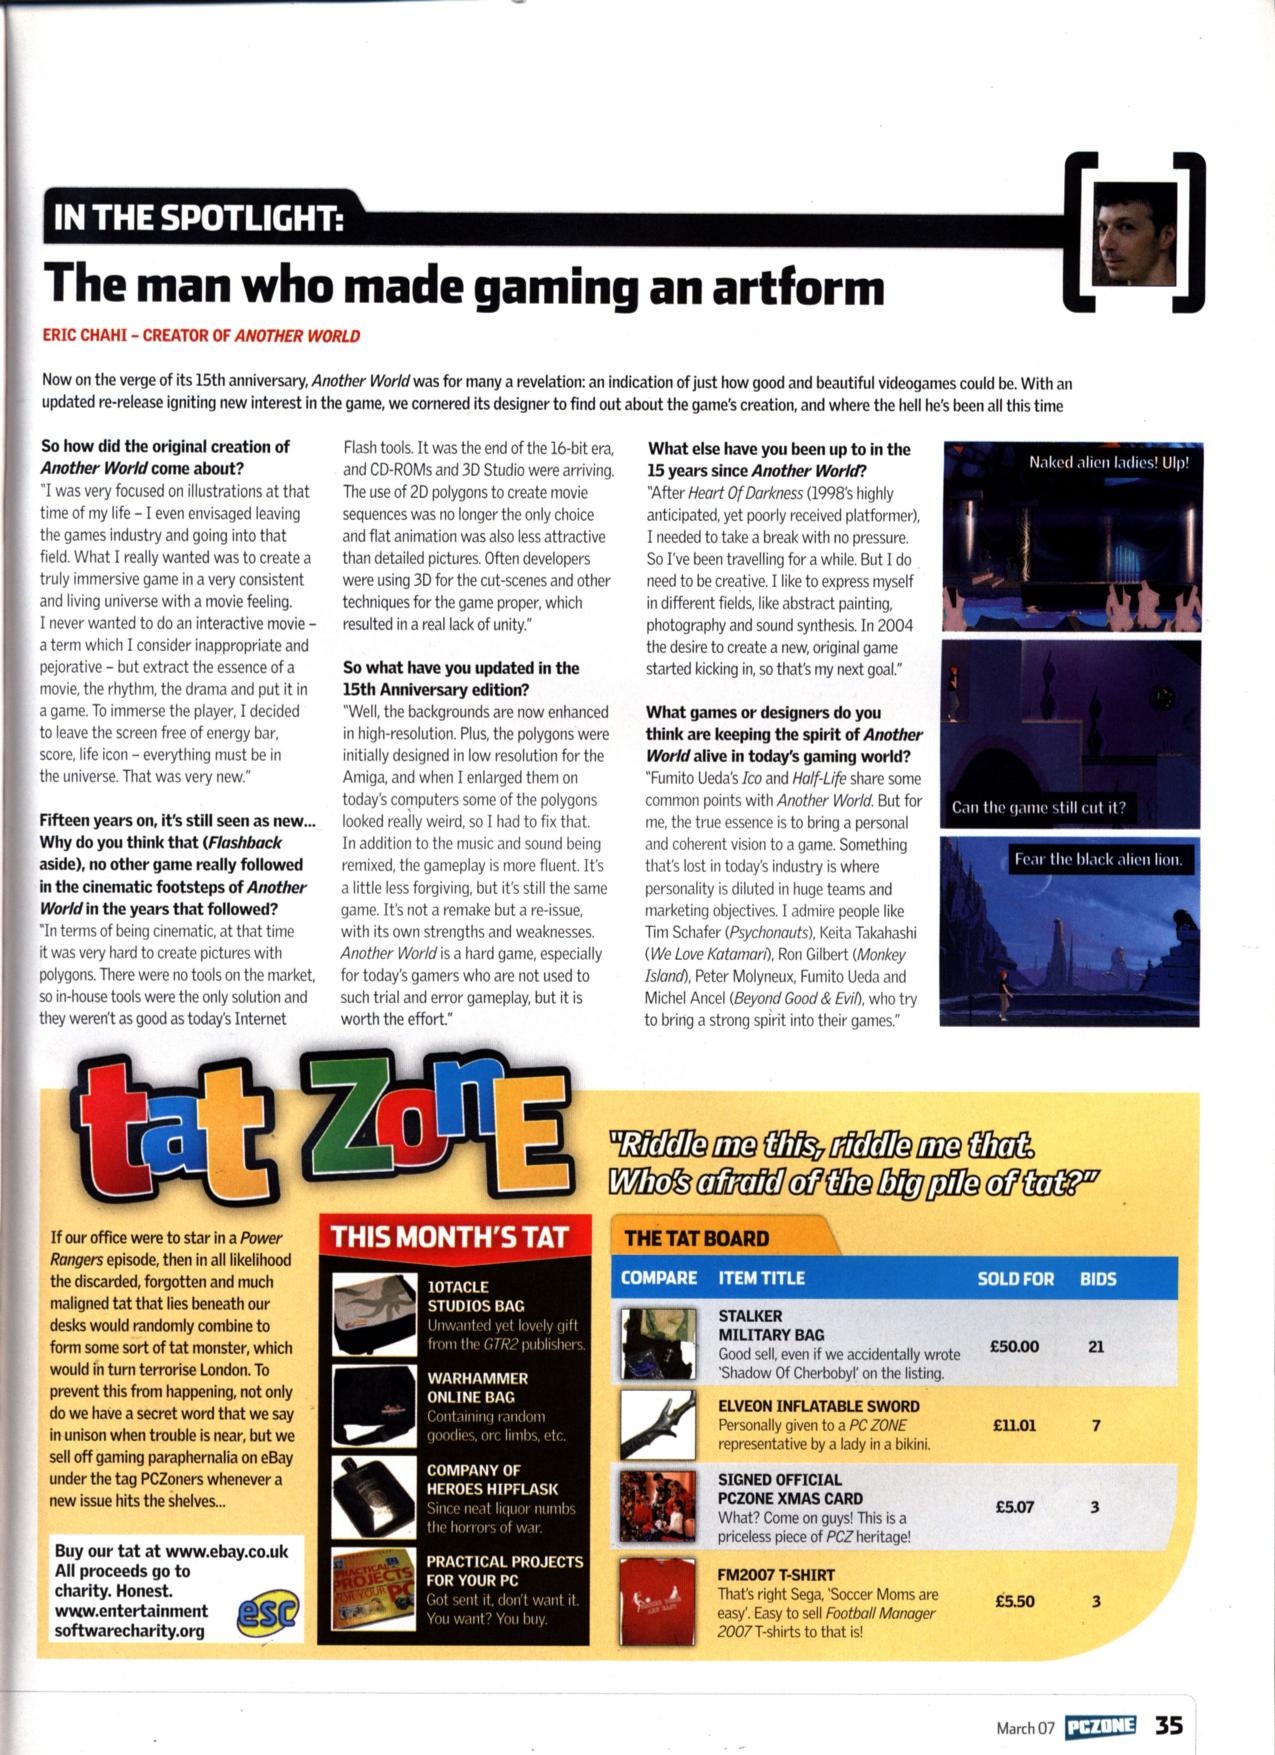 IN THE SPOTLIGHT:
The man who made gaming an artform
ERIC CHAHI – CREATOR OF ANOTHER WORLD
Now on the verge of its 15th anniversary, Another World was for many a revelation: an indication of just how good and beautiful videogames could be. With an
updated re-release igniting new interest in the game, we cornered its designer to find out about the game's creation, and where the hell he's been all this time
So how did the original creation of
Another World come about?
"I was very focused on illustrations at that
time of my life – I even envisaged leaving
the games industry and going into that
field. What I really wanted was to create a
truly immersive game in a very consistent
and living universe with a movie feeling.
I never wanted to do an interactive movie –
a term which I consider inappropriate and
pejorative – but extract the essence of a
movie, the rhythm, the drama and put it in
a game. To immerse the player, I decided
to leave the screen free of energy bar,
score, life icon – everything must be in
the universe. That was very new."
Fifteen years on, it's still seen as new...
Why do you think that (Flashback
aside), no other game really followed
in the cinematic footsteps of Another
World in the years that followed?
"In terms of being cinematic, at that time
it was very hard to create pictures with
polygons. There were no tools on the market,
so in-house tools were the only solution and
they weren't as good as today's Internet
Flash tools. It was the end of the 16-bit era,
and CD-ROMs and 3D Studio were arriving.
The use of 2D polygons to create movie
sequences was no longer the only choice
and flat animation was also less attractive
than detailed pictures. Often developers
were using 3D for the cut-scenes and other
techniques for the game proper, which
resulted in a real lack of unity."
So what have you updated in the
15th Anniversary edition?
"Well, the backgrounds are now enhanced
in high-resolution. Plus, the polygons were
initially designed in low resolution for the
Amiga, and when I enlarged them on
today's computers some of the polygons
looked really weird, so I had to fix that.
In addition to the music and sound being
remixed, the gameplay is more fluent. It's
a little less forgiving, but it's still the same
game. It's not a remake but a re-issue,
with its own strengths and weaknesses.
Another World is a hard game, especially
for today's gamers who are not used to
such trial and error gameplay, but it is
worth the effort."
What else have you been up to in the
15 years since Another World?
"After Heart Of Darkness (1998's highly
anticipated, yet poorly received platformer),
I needed to take a break with no pressure.
So I've been travelling for a while. But I do
need to be creative. I like to express myself
in different fields, like abstract painting,
photography and sound synthesis. In 2004
the desire to create a new, original game
started kicking in, so that's my next goal."
What games or designers do you
think are keeping the spirit of Another
World alive in today's gaming world?
"Fumito Ueda's Ico and Half-Life share some
common points with Another World. But for
me, the true essence is to bring a personal
and coherent vision to a game. Something
that's lost in today's industry is where
personality is diluted in huge teams and
marketing objectives. I admire people like
Tim Schafer (Psychonauts), Keita Takahashi
(We Love Katamari), Ron Gilbert (Monkey
Island), Peter Molyneux, Fumito Ueda and
Michel Ancel (Beyond Good & Evil), who try
to bring a strong spirit into their games."
Naked alien ladies! Ulp!
Can the game still cut it?
Fear the black alien lion.
tat ZonE
"Riddle me this, riddle me that.
Who's afraid of the big pile of tat?"
If our office were to star in a Power
Rangers episode, then in all likelihood
the discarded, forgotten and much
maligned tat that lies beneath our
desks would randomly combine to
form some sort of tat monster, which
would in turn terrorise London. To
prevent this from happening, not only
do we have a secret word that we say
in unison when trouble is near, but we
sell off gaming paraphernalia on eBay
under the tag PCZoners whenever a
new issue hits the shelves...
Buy our tat at www.ebay.co.uk
All proceeds go to
charity. Honest.
www.entertainment
softwarecharity.org
esc
THIS MONTH'S TAT
10TACLE
STUDIOS BAG
Unwanted yet lovely gift
from the GTR2 publishers.
WARHAMMER
ONLINE BAG
Containing random
goodies, orc limbs, etc.
COMPANY OF
HEROES HIPFLASK
Since neat liquor numbs
the horrors of war.
PRACTICAL
PROJECTS
FOR YOUR PC
PRACTICAL PROJECTS
FOR YOUR PC
Got sent it, don't want it.
You want? You buy.
THE TAT BOARD
COMPARE ITEM TITLE SOLD FOR BIDS
STALKER
MILITARY BAG
Good sell, even if we accidentally wrote
'Shadow Of Cherbobyl' on the listing.
£50.00 21
ELVEON INFLATABLE SWORD
Personally given to a PC ZONE
representative by a lady in a bikini.
£11.01 7
SIGNED OFFICIAL
PCZONE XMAS CARD
What? Come on guys! This is a
priceless piece of PCZ heritage!
£5.07 3
FM2007 T-SHIRT
That's right Sega, 'Soccer Moms are
easy'. Easy to sell Football Manager
2007 T-shirts to that is!
£5.50 3
March 07 PCZONE 35